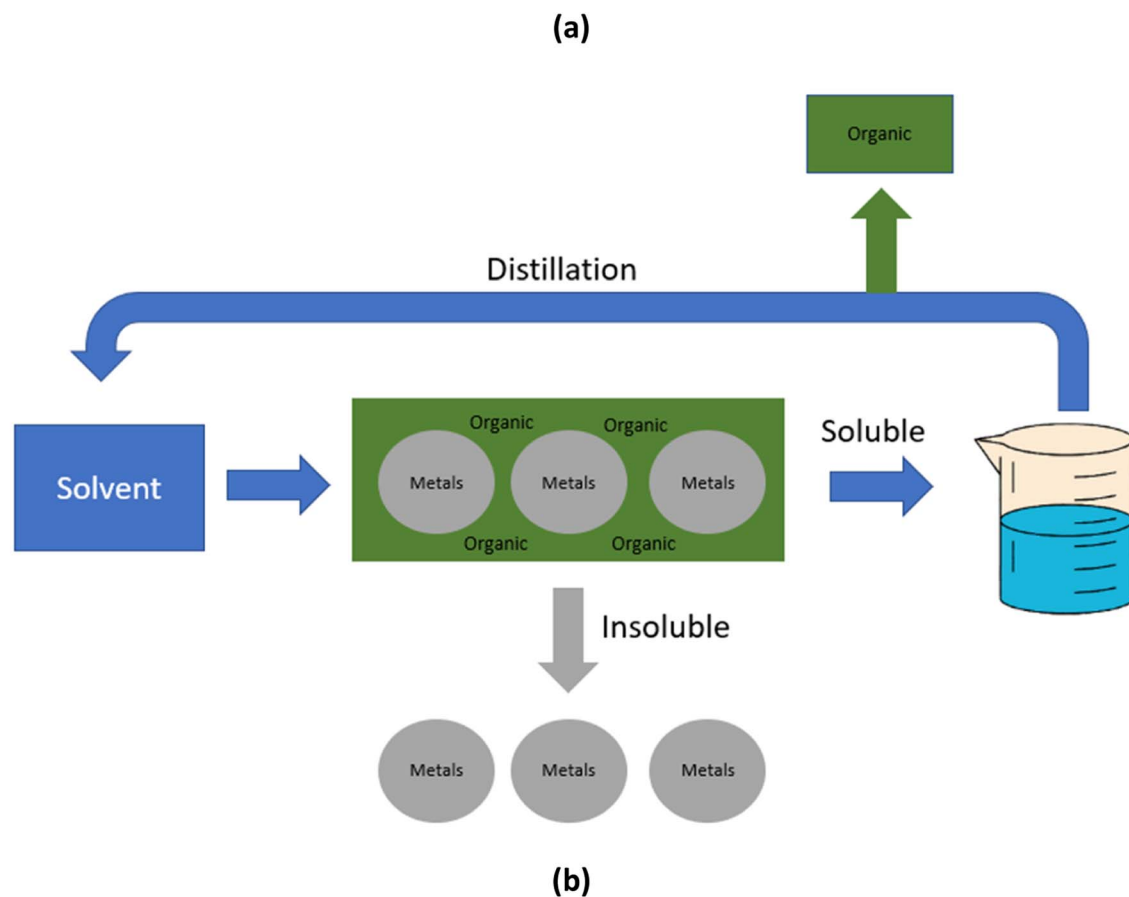 (a)
Organic
Distillation
Solvent
Organic Organic
Metals Metals Metals
Organic Organic
Soluble
Insoluble
Metals Metals Metals
(b)